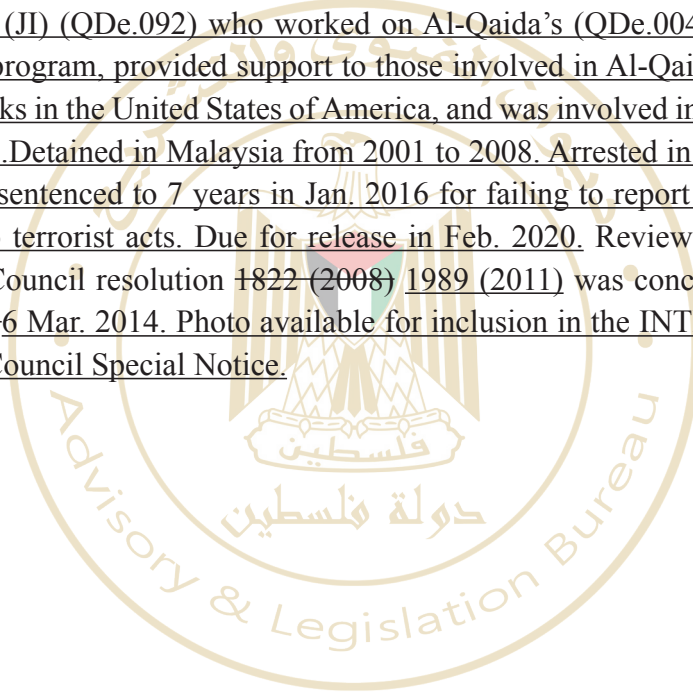 (JI) (QDe.092) who worked on Al-Qaida’s (QDe.004
program, provided support to those involved in Al-Qai
ks in the United States of America, and was involved in
.Detained in Malaysia from 2001 to 2008. Arrested in
sentenced to 7 years in Jan. 2016 for failing to report
terrorist acts. Due for release in Feb. 2020. Review
Council resolution 1822 (2008) 1989 (2011) was conc
6 Mar. 2014. Photo available for inclusion in the INT
Council Special Notice.
ديوان الفتوى والتشريع
فلسطين
دولة فلسطين
Advisory & Legislation Bureau